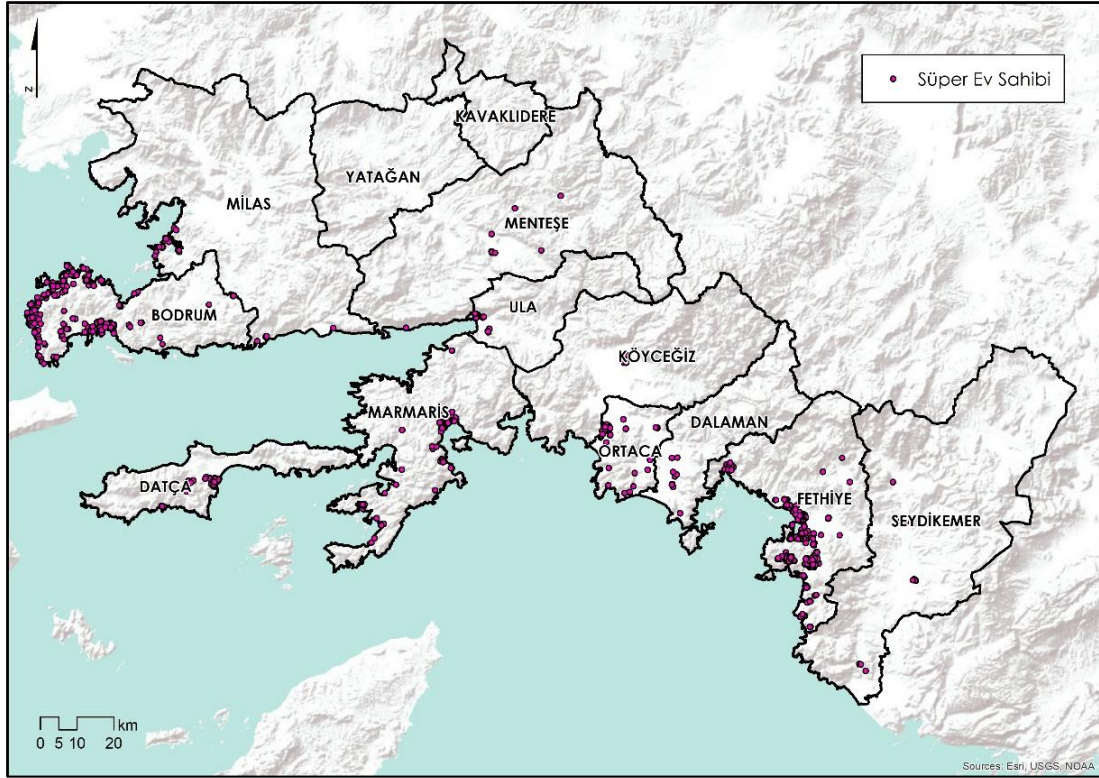 Süper Ev Sahibi
KAVAKLIDERE
YATAĞAN
MİLAS
MENTEŞE
ULA
BODRUM
KÖYCEĞİZ
MARMARİS
DALAMAN
ORTACA
DATÇA
FETHİYE
SEYDİKEMER
N
km
0 5 10 20
Sources: Esri, USGS, NOAA